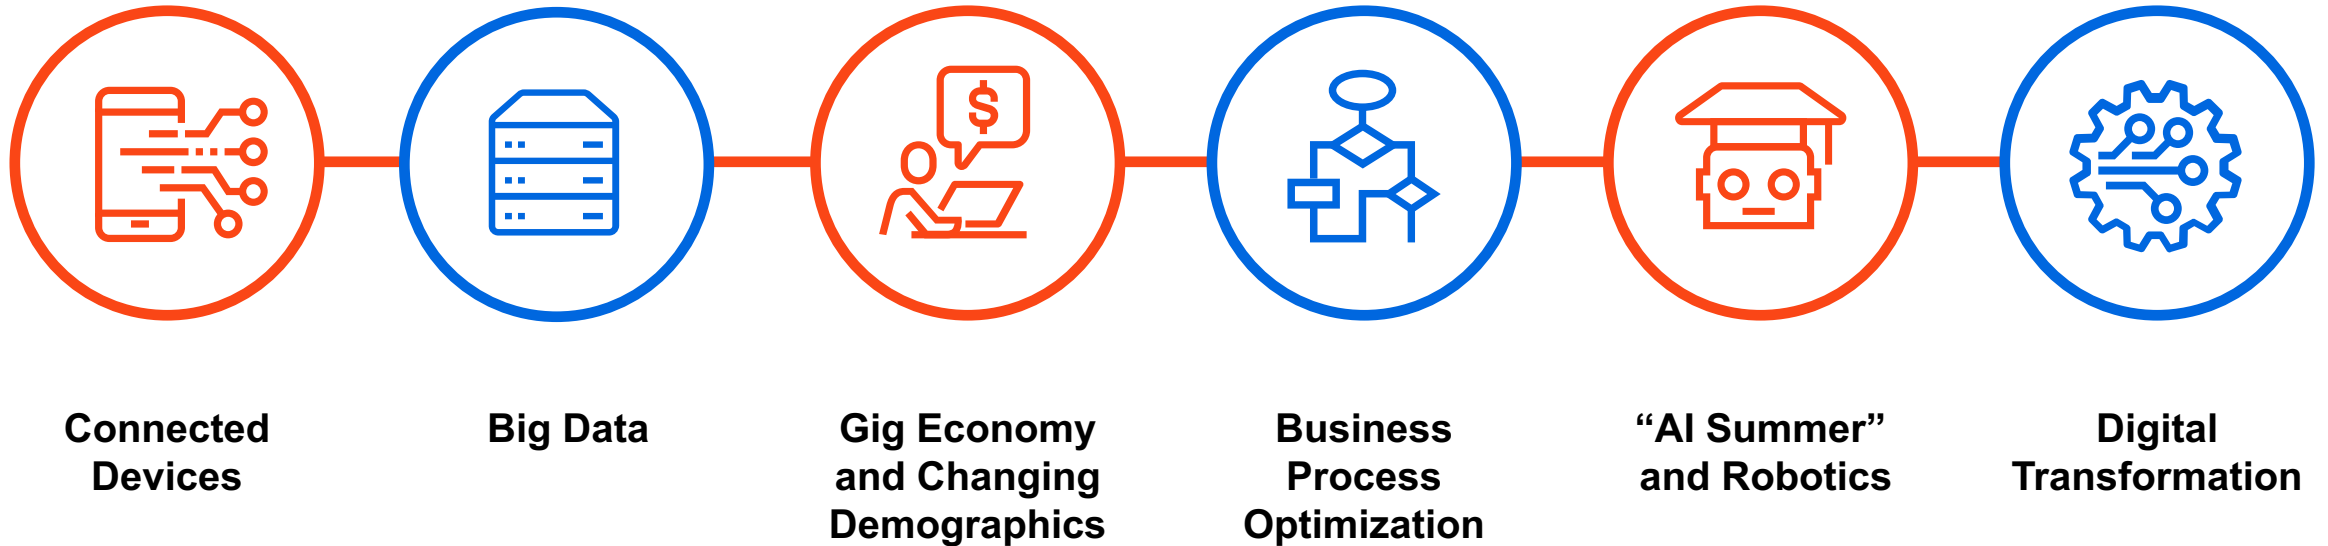 $
Connected
Devices
Big Data
Gig Economy
and Changing
Demographics
Business
Process
Optimization
“AI Summer”
and Robotics
Digital
Transformation